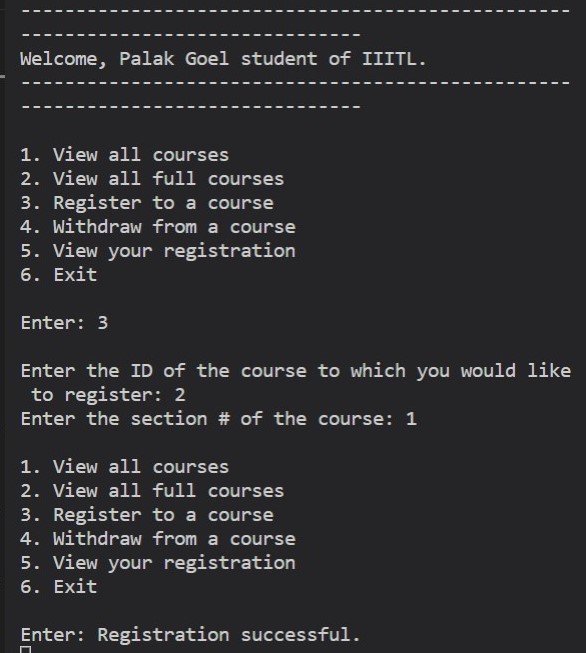 --------------------------------------------------
-------------------------------
Welcome, Palak Goel student of IIITL.
--------------------------------------------------
-------------------------------
1. View all courses
2. View all full courses
3. Register to a course
4. Withdraw from a course
5. View your registration
6. Exit
Enter: 3
Enter the ID of the course to which you would like
to register: 2
Enter the section # of the course: 1
1. View all courses
2. View all full courses
3. Register to a course
4. Withdraw from a course
5. View your registration
6. Exit
Enter: Registration successful.